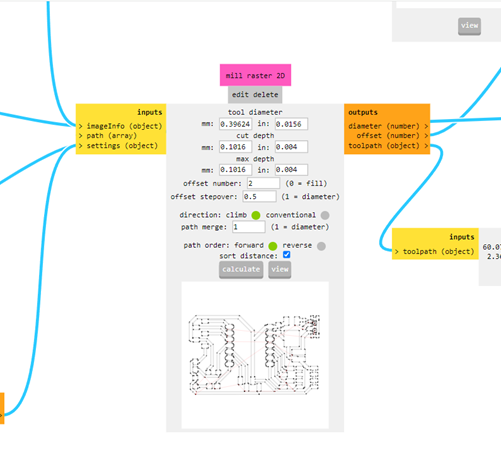 view
mill raster 2D
edit delete
inputs
> imageInfo (object)
> path (array)
> settings (object)
tool diameter
mm: 0.39624 in: 0.0156
cut depth
mm: 0.1016 in: 0.004
max depth
mm: 0.1016 in: 0.004
offset number: 2 (0 = fill)
offset stepover: 0.5 (1 = diameter)
direction: climb conventional
path merge: 1 (1 = diameter)
path order: forward reverse
sort distance:
calculate view
outputs
diameter (number) >
offset (number) >
toolpath (object) >
inputs
> toolpath (object)
60.07